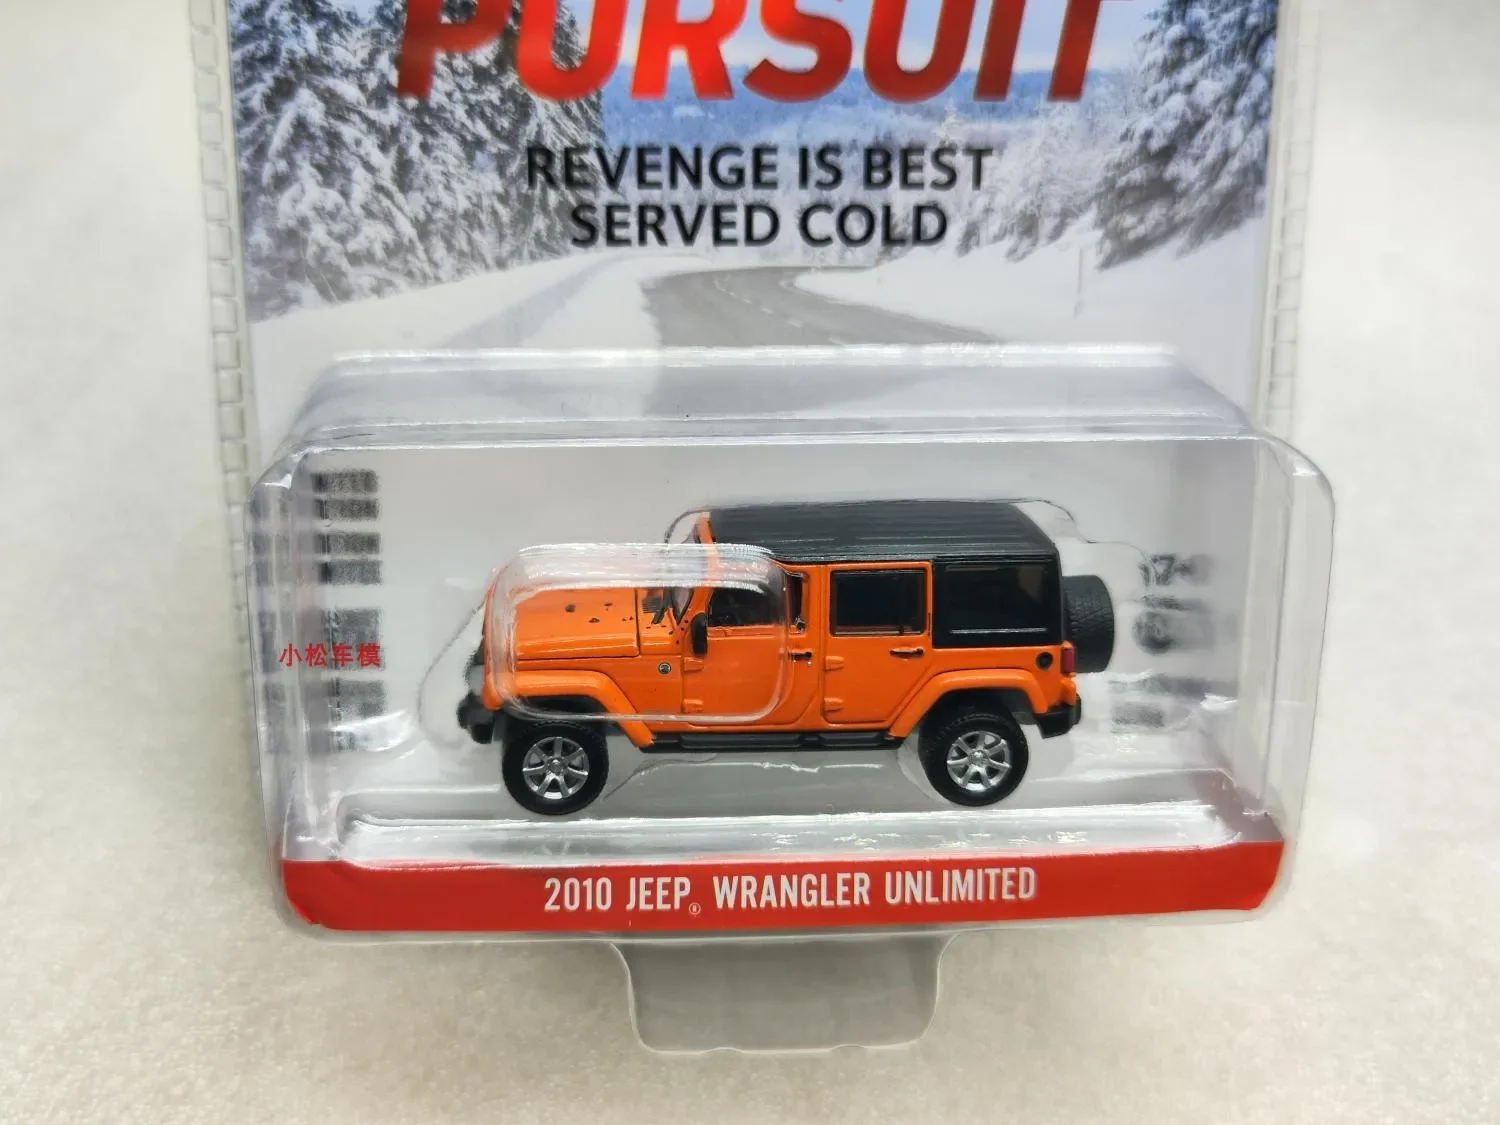 PURSUIT
REVENGE IS BEST
SERVED COLD
小松车模
2010 JEEP® WRANGLER UNLIMITED